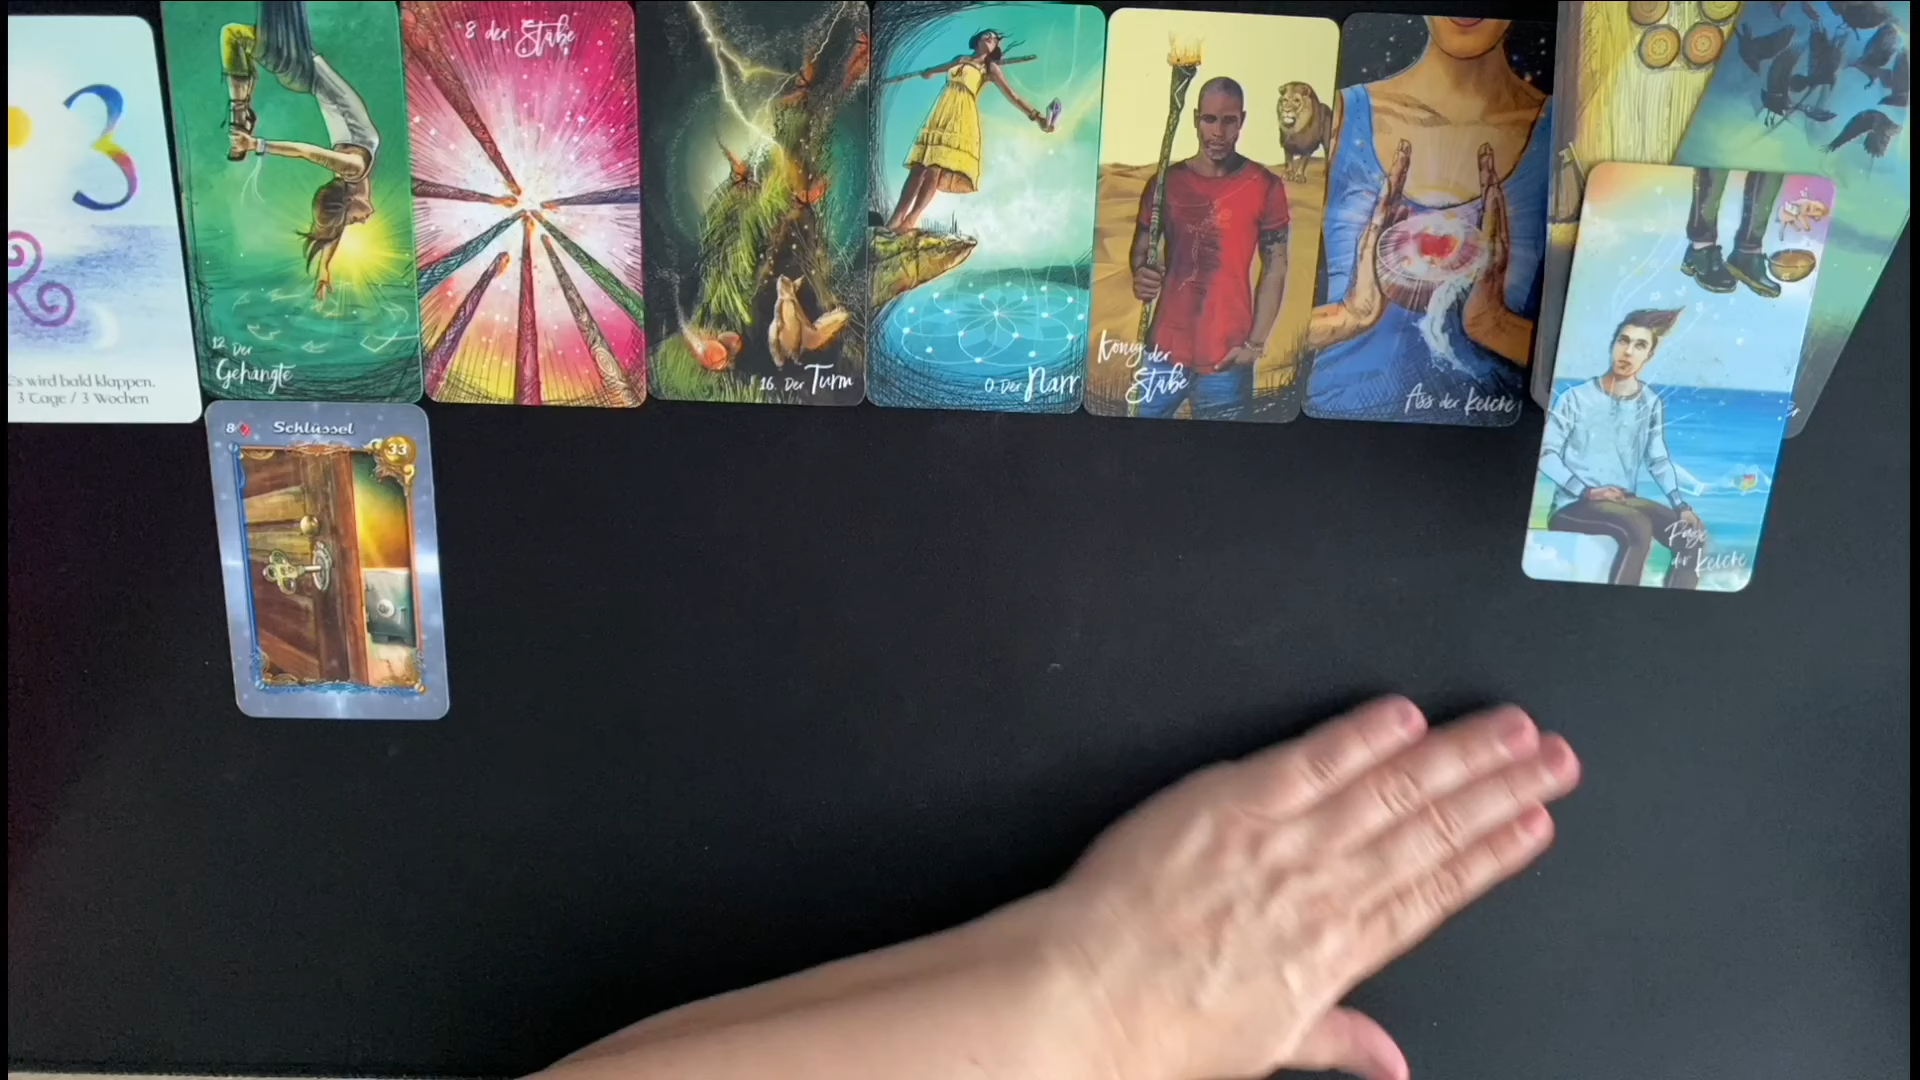 3
Es wird bald klappen.
3 Tage / 3 Wochen
12 Der
Gehängte
8 der Stäbe
16. Der Turm
0. Der Narr
König der
Stäbe
Ass der Kelche
Page
der Kelche
8 Schlüssel
33